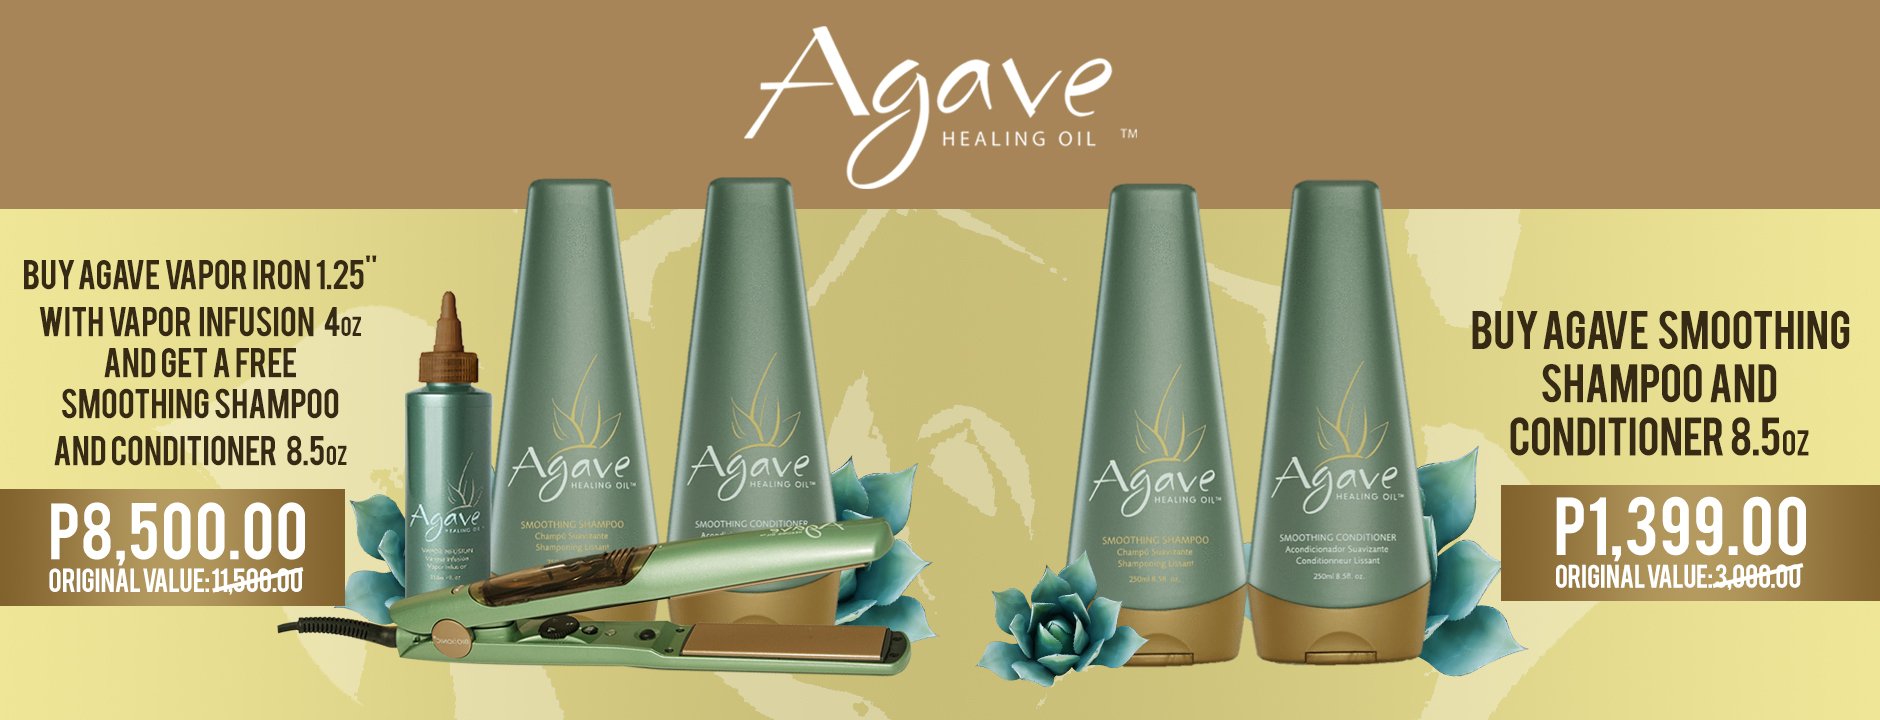 Agave
HEALING OIL ™
BUY AGAVE VAPOR IRON 1.25"
WITH VAPOR INFUSION 4OZ
AND GET A FREE
SMOOTHING SHAMPOO
AND CONDITIONER 8.5OZ
P8,500.00
ORIGINAL VALUE: 11,500.00
Agave
HEALING OIL
VAPOR INFUSION
Agave
HEALING OIL™
SMOOTHING SHAMPOO
Champú Suavizante
Shampooing Lissant
Agave
HEALING OIL™
SMOOTHING CONDITIONER
Agave
Agave
HEALING OIL™
SMOOTHING SHAMPOO
Champú Suavizante
Shampooing Lissant
250ml 8.5fl. oz.
Agave
HEALING OIL™
SMOOTHING CONDITIONER
Acondicionador Suavizante
Conditionneur Lissant
250ml 8.5fl. oz.
BUY AGAVE SMOOTHING
SHAMPOO AND
CONDITIONER 8.5OZ
P1,399.00
ORIGINAL VALUE: 3,000.00